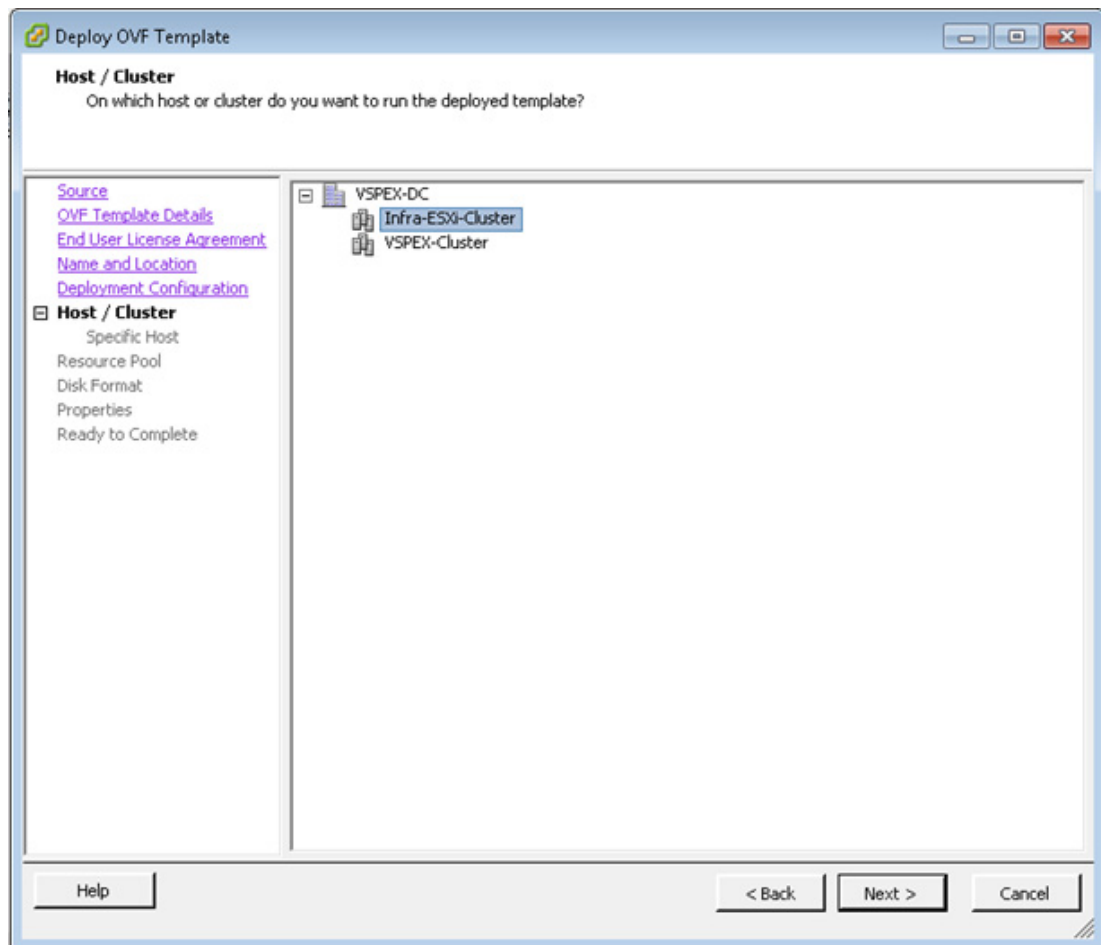 Deploy OVF Template
Host / Cluster
On which host or cluster do you want to run the deployed template?
Source
OVF Template Details
End User License Agreement
Name and Location
Deployment Configuration
Host / Cluster
Specific Host
Resource Pool
Disk Format
Properties
Ready to Complete
VSPEX-DC
Infra-ESXi-Cluster
VSPEX-Cluster
Help
< Back
Next >
Cancel